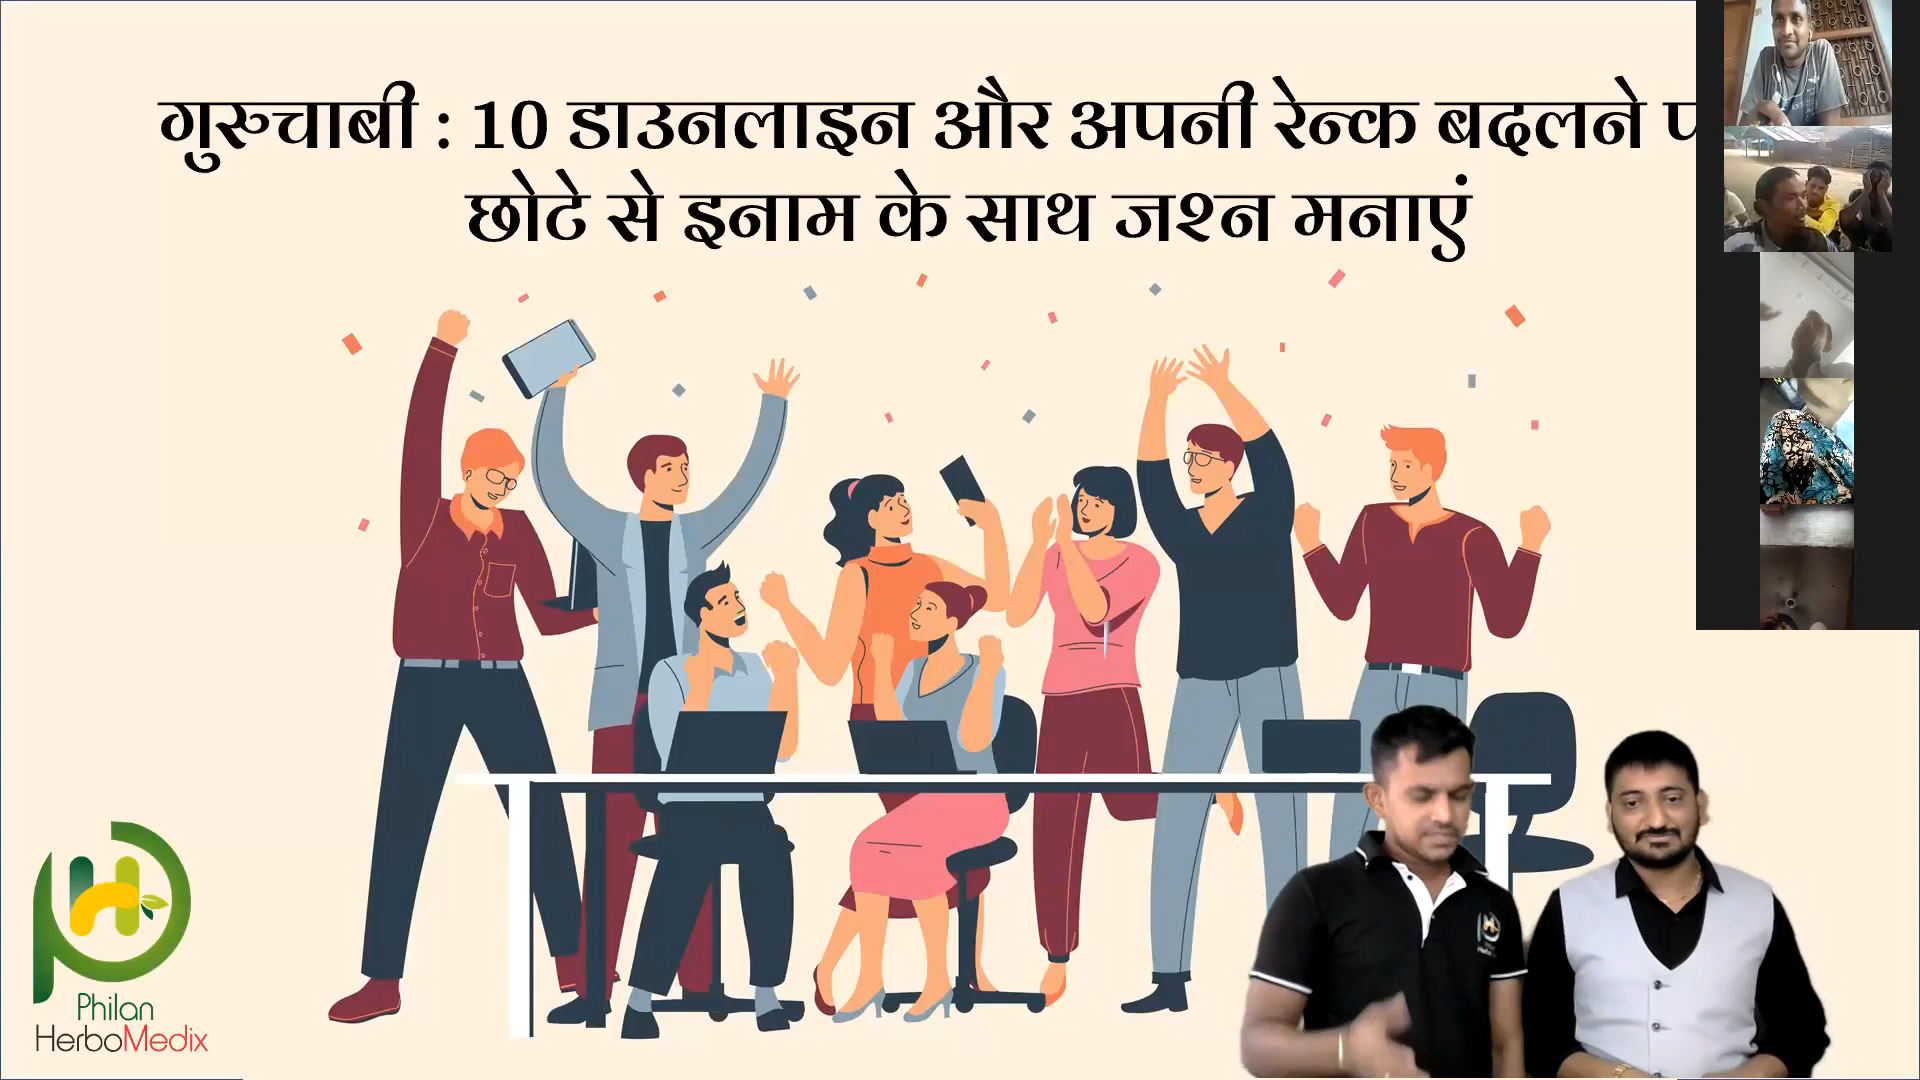 गुरुचाबी : 10 डाउनलाइन और अपनी रेन्क बदलने
छोटे से इनाम के साथ जश्न मनाएं
Philan
HerboMedix